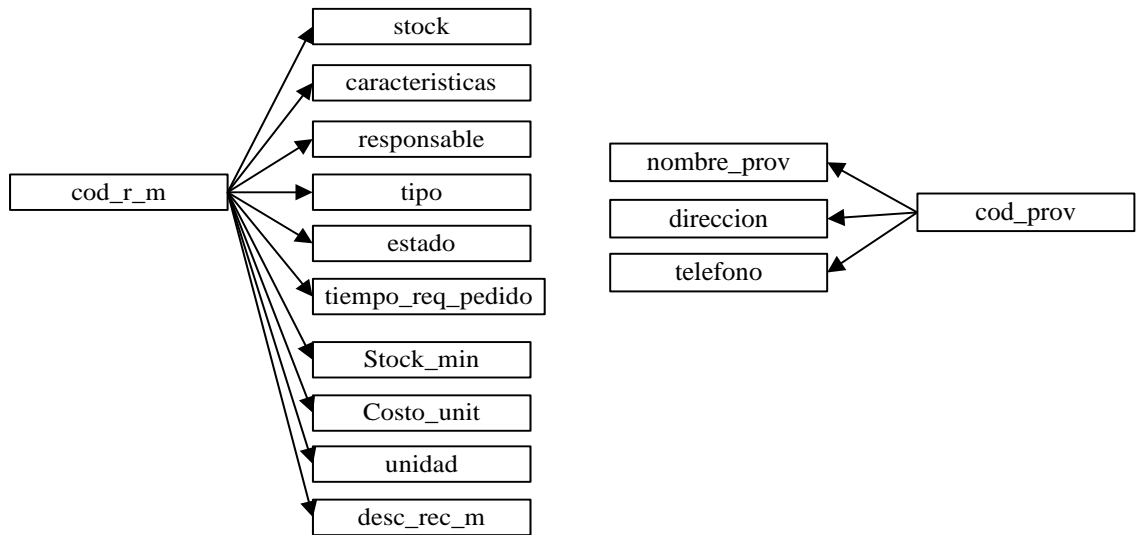 stock
caracteristicas
responsable
cod_r_m
tipo
estado
tiempo_req_pedido
Stock_min
Costo_unit
unidad
desc_rec_m
nombre_prov
direccion
cod_prov
telefono